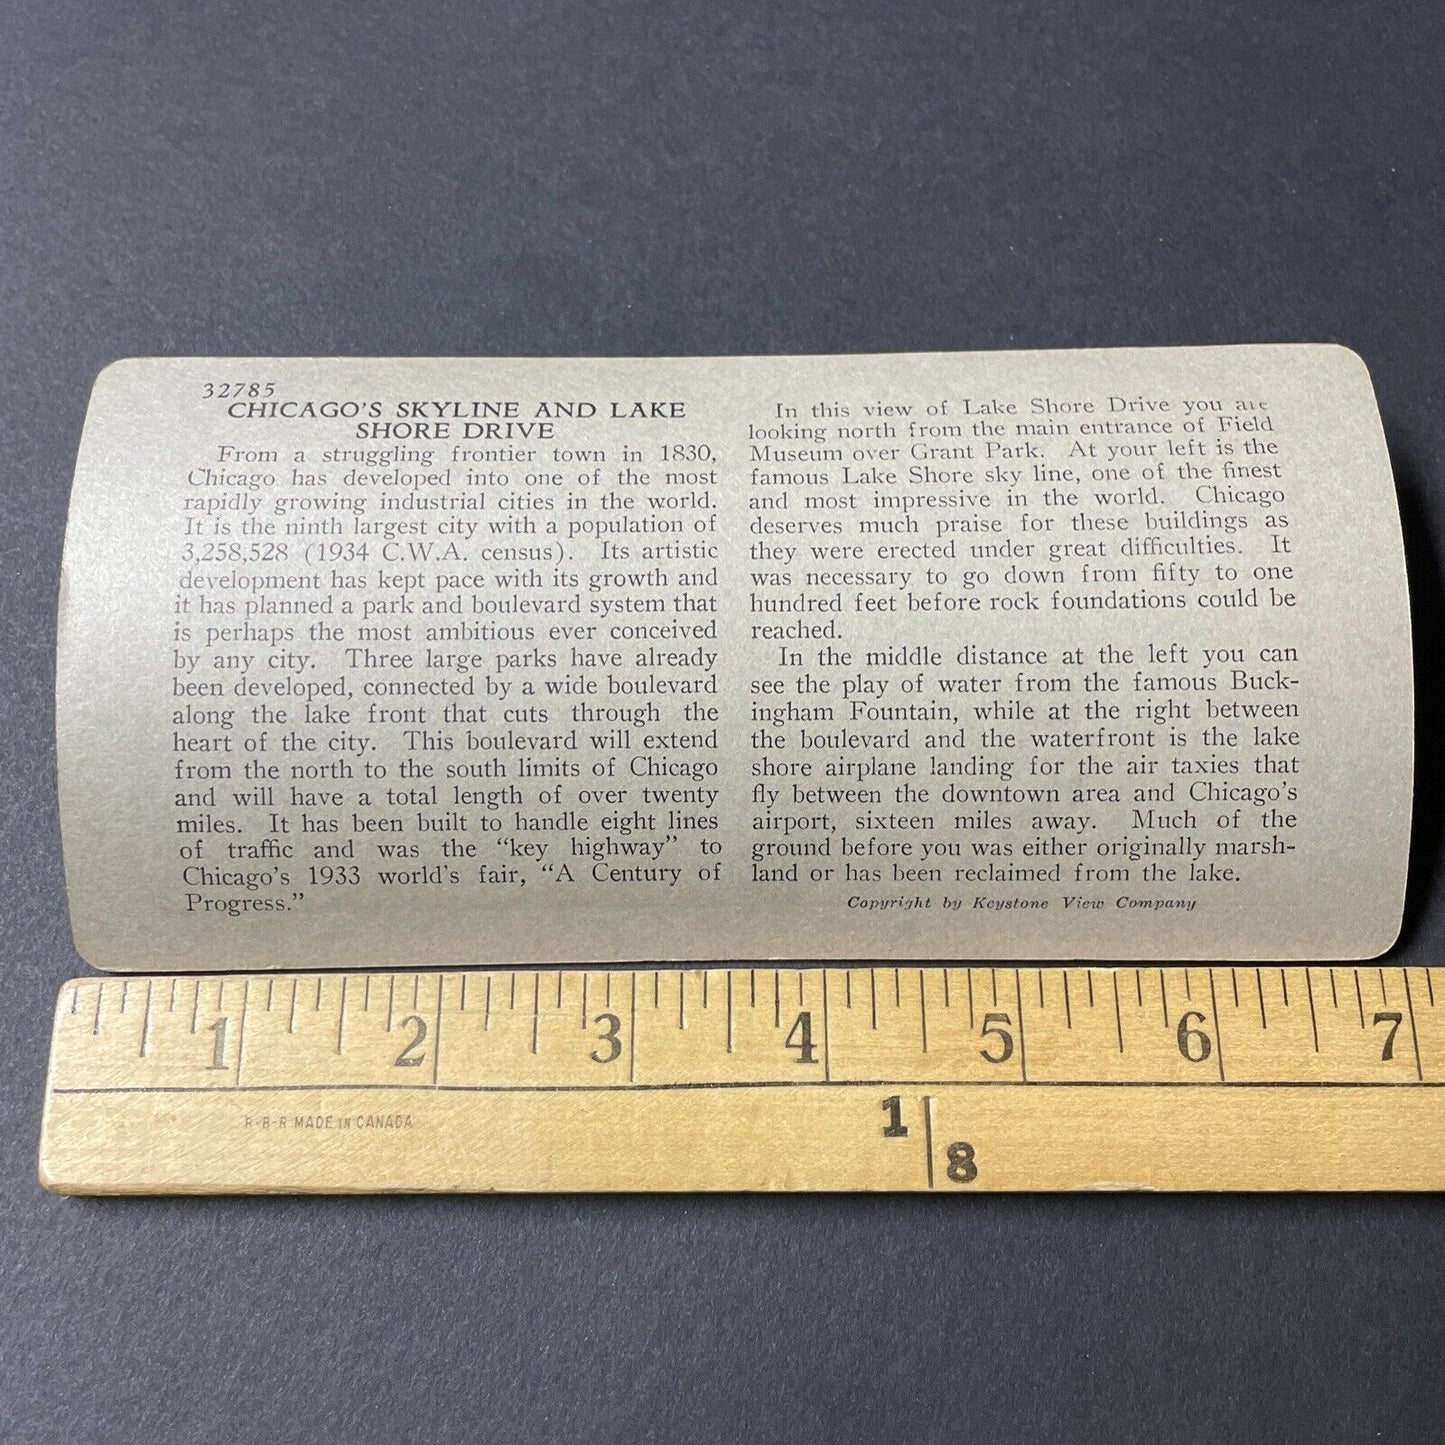 32785
CHICAGO'S SKYLINE AND LAKE
SHORE DRIVE
From a struggling frontier town in 1830,
Chicago has developed into one of the most
rapidly growing industrial cities in the world.
It is the ninth largest city with a population of
3,258,528 (1934 C.W.A. census). Its artistic
development has kept pace with its growth and
it has planned a park and boulevard system that
is perhaps the most ambitious ever conceived
by any city. Three large parks have already
been developed, connected by a wide boulevard
along the lake front that cuts through the
heart of the city. This boulevard will extend
from the north to the south limits of Chicago
and will have a total length of over twenty
miles. It has been built to handle eight lines
of traffic and was the "key highway" to
Chicago's 1933 world's fair, "A Century of
Progress."
In this view of Lake Shore Drive you are
looking north from the main entrance of Field
Museum over Grant Park. At your left is the
famous Lake Shore sky line, one of the finest
and most impressive in the world. Chicago
deserves much praise for these buildings as
they were erected under great difficulties. It
was necessary to go down from fifty to one
hundred feet before rock foundations could be
reached.
In the middle distance at the left you can
see the play of water from the famous Buck-
ingham Fountain, while at the right between
the boulevard and the waterfront is the lake
shore airplane landing for the air taxies that
fly between the downtown area and Chicago's
airport, sixteen miles away. Much of the
ground before you was either originally marsh-
land or has been reclaimed from the lake.
Copyright by Keystone View Company
1 2 3 4 5 6 7
R-B-R MADE IN CANADA
1
8